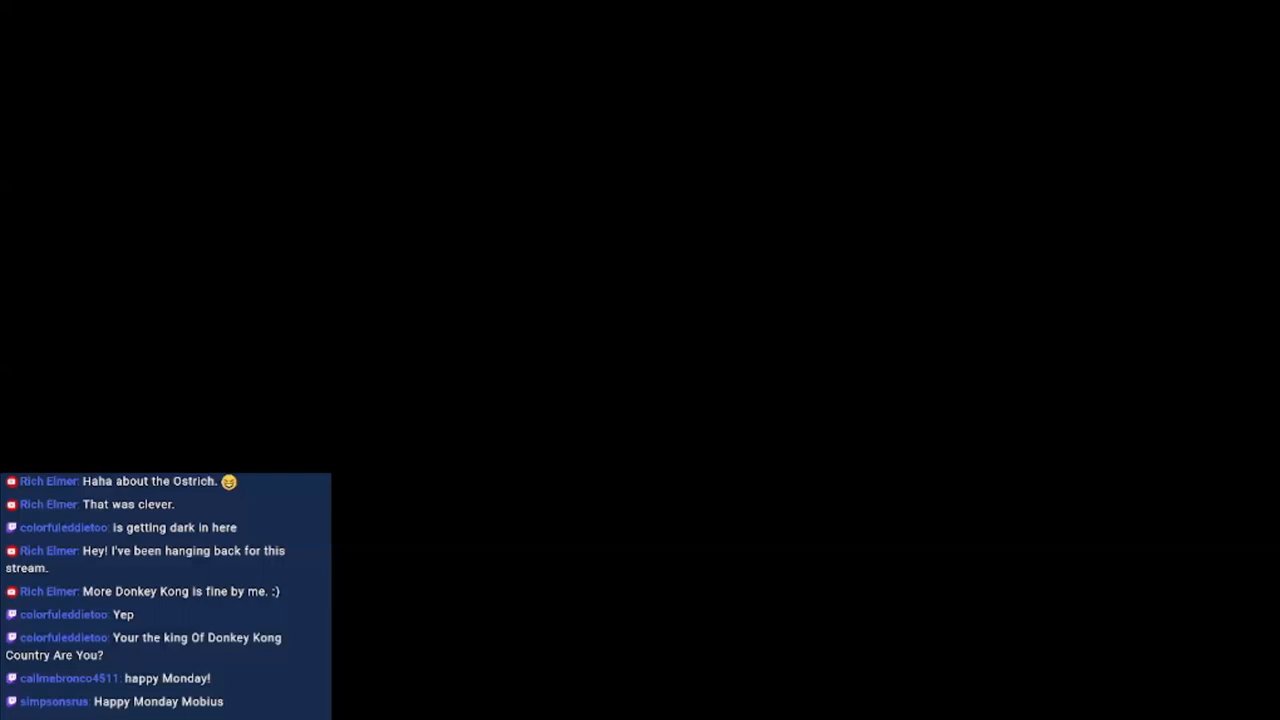 Rich Elmer: Haha about the Ostrich. 😆
Rich Elmer: That was clever.
colorfuleddietoo: is getting dark in here
Rich Elmer: Hey! I've been hanging back for this
stream.
Rich Elmer: More Donkey Kong is fine by me. :)
colorfuleddietoo: Yep
colorfuleddietoo: Your the king Of Donkey Kong
Country Are You?
callmebronco4511: happy Monday!
simpsonsrus: Happy Monday Mobius